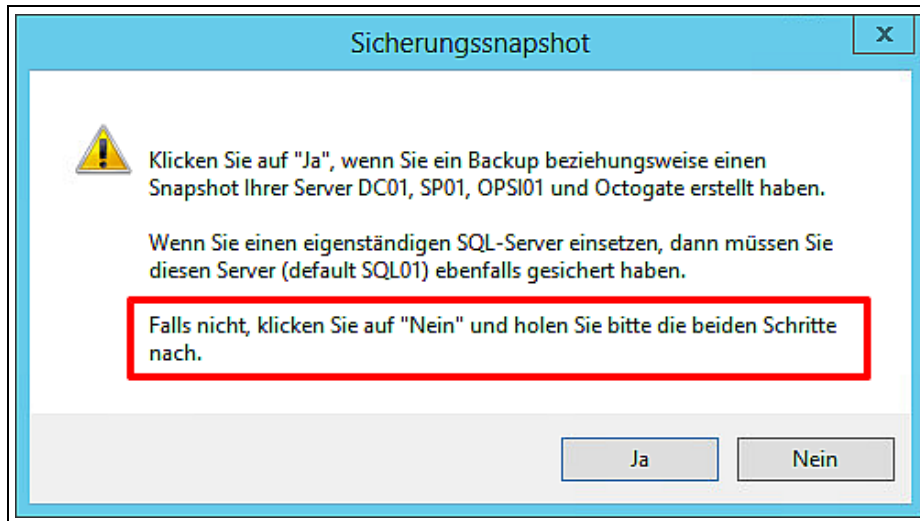 Sicherungssnapshot
x
Klicken Sie auf "Ja", wenn Sie ein Backup beziehungsweise einen
Snapshot Ihrer Server DC01, SP01, OPSI01 und Octogate erstellt haben.
Wenn Sie einen eigenständigen SQL-Server einsetzen, dann müssen Sie
diesen Server (default SQL01) ebenfalls gesichert haben.
Falls nicht, klicken Sie auf "Nein" und holen Sie bitte die beiden Schritte
nach.
Ja
Nein